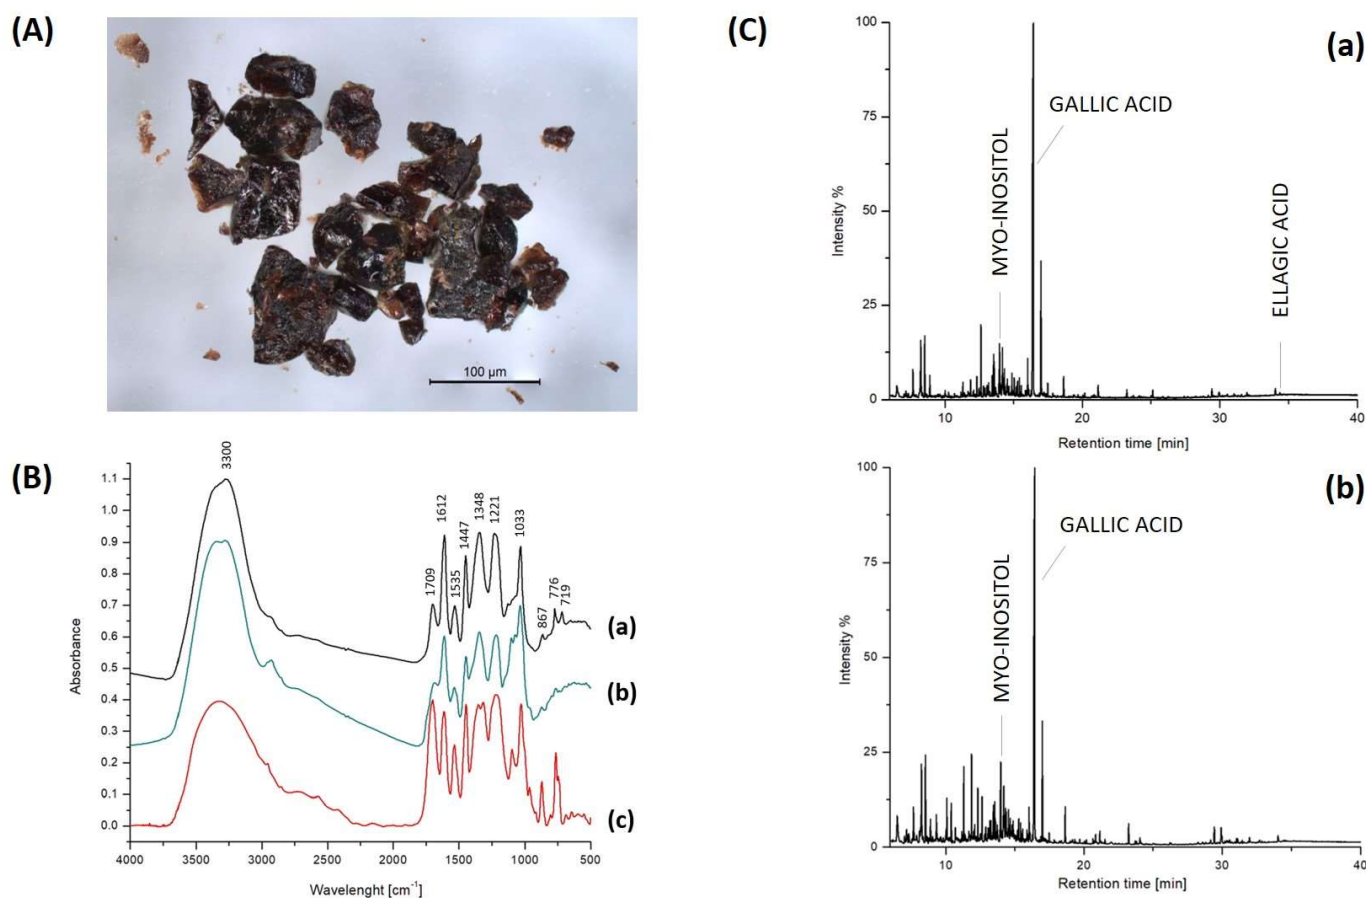 (A)
100 µm
(B)
3300
1709
1612
1535
1447
1348
1221
1033
867
776
719
1.1
1.0
0.9
0.8
0.7
0.6
0.5
0.4
0.3
0.2
0.1
0.0
Absorbance
(a)
(b)
(c)
4000 3500 3000 2500 2000 1500 1000 500
Wavelenght [cm⁻¹]
(C)
(a)
100
75
50
25
0
Intensity %
MYO-INOSITOL
GALLIC ACID
ELLAGIC ACID
10 20 30 40
Retention time [min]
(b)
100
75
50
25
0
Intensity %
MYO-INOSITOL
GALLIC ACID
10 20 30 40
Retention time [min]